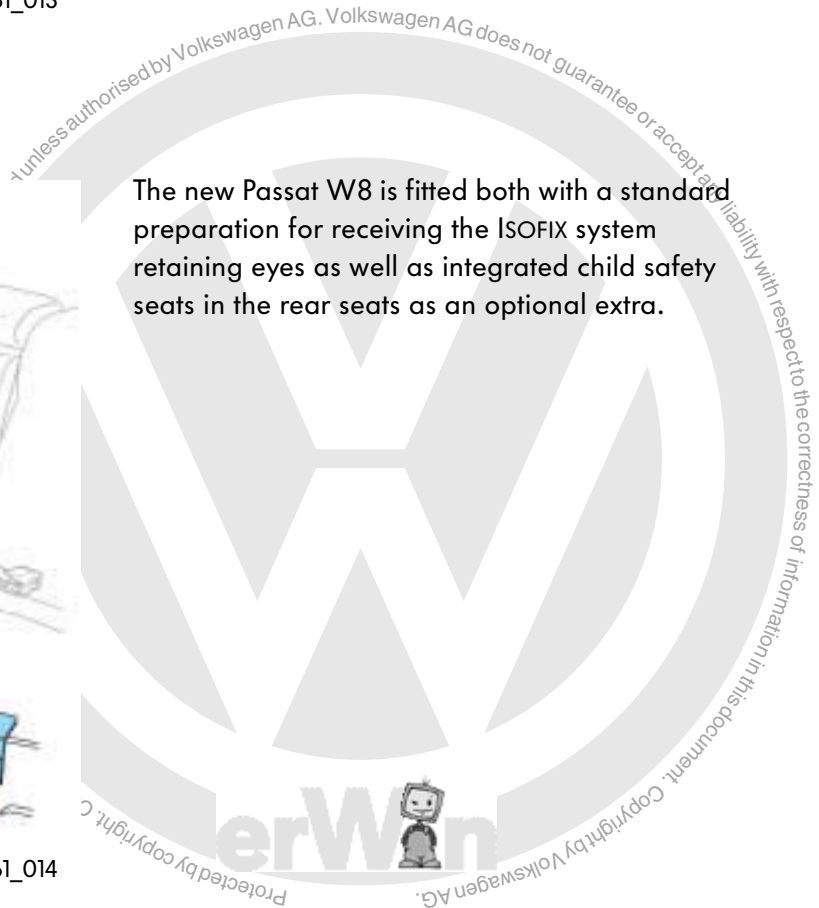 51_013
The new Passat W8 is fitted both with a standard
preparation for receiving the ISOFIX system
retaining eyes as well as integrated child safety
seats in the rear seats as an optional extra.
51_014
unless authorised by Volkswagen AG. Volkswagen AG does not guarantee or accept any liability with respect to the correctness of information in this document. Copyright by Volkswagen AG.
Protected by copyright.
erWin